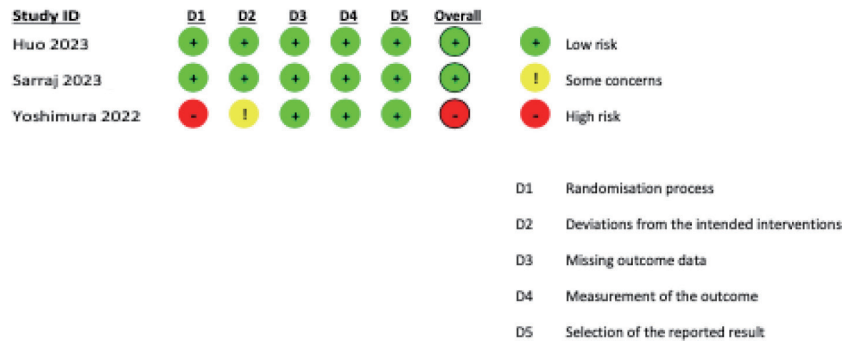 Study ID D1 D2 D3 D4 D5 Overall
Huo 2023 + + + + + + + Low risk
Sarraj 2023 + + + + + + ! Some concerns
Yoshimura 2022 - ! + + + - - High risk
D1 Randomisation process
D2 Deviations from the intended interventions
D3 Missing outcome data
D4 Measurement of the outcome
D5 Selection of the reported result